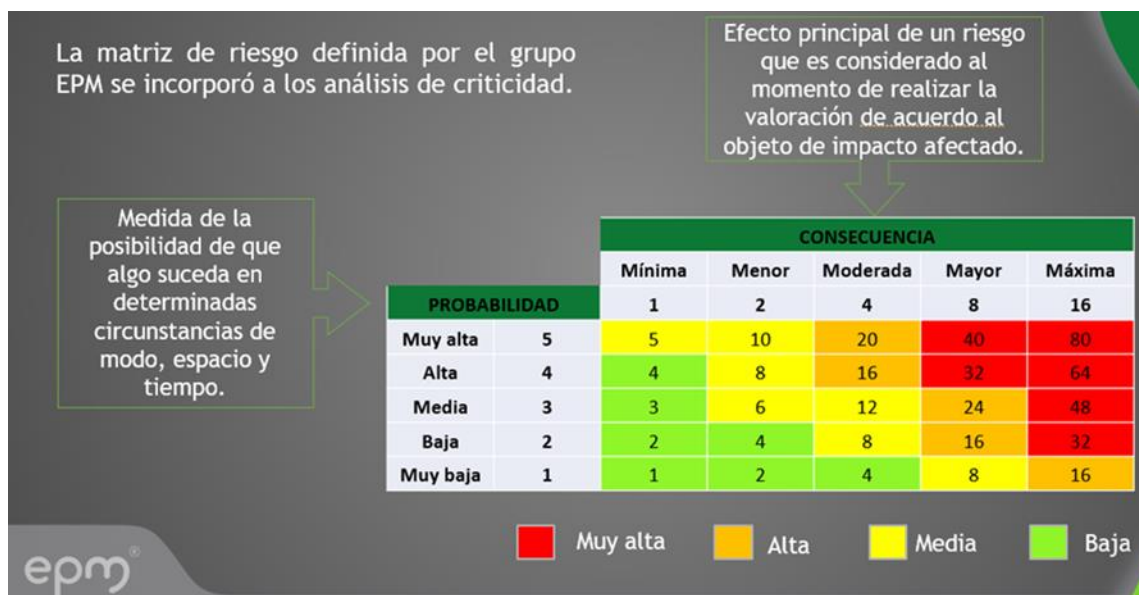 La matriz de riesgo definida por el grupo
EPM se incorporó a los análisis de criticidad.
Efecto principal de un riesgo
que es considerado al
momento de realizar la
valoración de acuerdo al
objeto de impacto afectado.
Medida de la
posibilidad de que
algo suceda en
determinadas
circunstancias de
modo, espacio y
tiempo.
CONSECUENCIA
Mínima Menor Moderada Mayor Máxima
PROBABILIDAD 1 2 4 8 16
Muy alta 5 5 10 20 40 80
Alta 4 4 8 16 32 64
Media 3 3 6 12 24 48
Baja 2 2 4 8 16 32
Muy baja 1 1 2 4 8 16
Muy alta Alta Media Baja
epm®